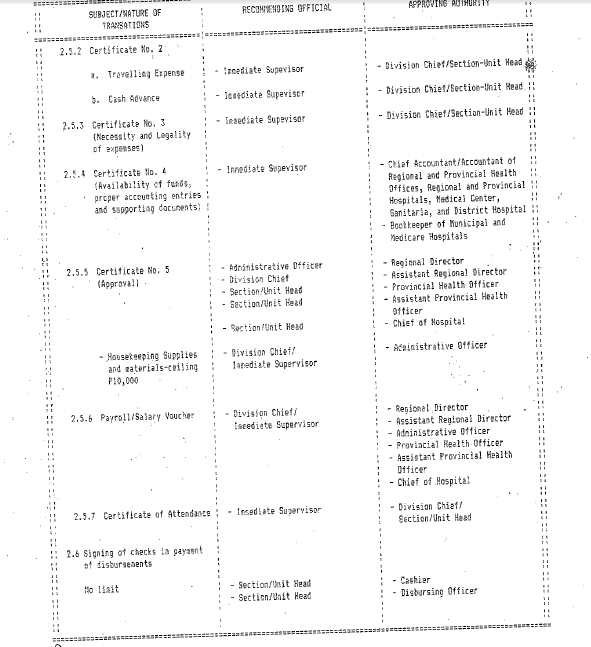 SUBJECT/NATURE OF
TRANSATIONS
RECOMMENDING OFFICIAL
APPROVING AUTHORITY
2.5.2 Certificate No. 2
a. Travelling Expense
- Immediate Supervisor
- Division Chief/Section-Unit Head
b. Cash Advance
- Immediate Supervisor
- Division Chief/Section-Unit Head
2.5.3 Certificate No. 3
(Necessity and Legality
of expenses)
- Immediate Supervisor
- Division Chief/Section-Unit Head
2.5.4 Certificate No. 4
(Availability of funds,
proper accounting entries
and supporting documents)
- Immediate Supervisor
- Chief Accountant/Accountant of
Regional and Provincial Health
Offices, Regional and Provincial
Hospitals, Medical Center,
Sanitaria, and District Hospital
- Bookkeeper of Municipal and
Medicare Hospitals
2.5.5 Certificate No. 5
(Approval)
- Administrative Officer
- Division Chief
- Section/Unit Head
- Section/Unit Head
- Section/Unit Head
- Regional Director
- Assistant Regional Director
- Provincial Health Officer
- Assistant Provincial Health
Officer
- Chief of Hospital
- Housekeeping Supplies
and materials-ceiling
P10,000
- Division Chief/
Immediate Supervisor
- Administrative Officer
2.5.6 Payroll/Salary Voucher
- Division Chief/
Immediate Supervisor
- Regional Director
- Assistant Regional Director
- Administrative Officer
- Provincial Health Officer
- Assistant Provincial Health
Officer
- Chief of Hospital
2.5.7 Certificate of Attendance
- Immediate Supervisor
- Division Chief/
Section/Unit Head
2.6 Signing of checks in payment
of disbursements
No limit
- Section/Unit Head
- Section/Unit Head
- Cashier
- Disbursing Officer